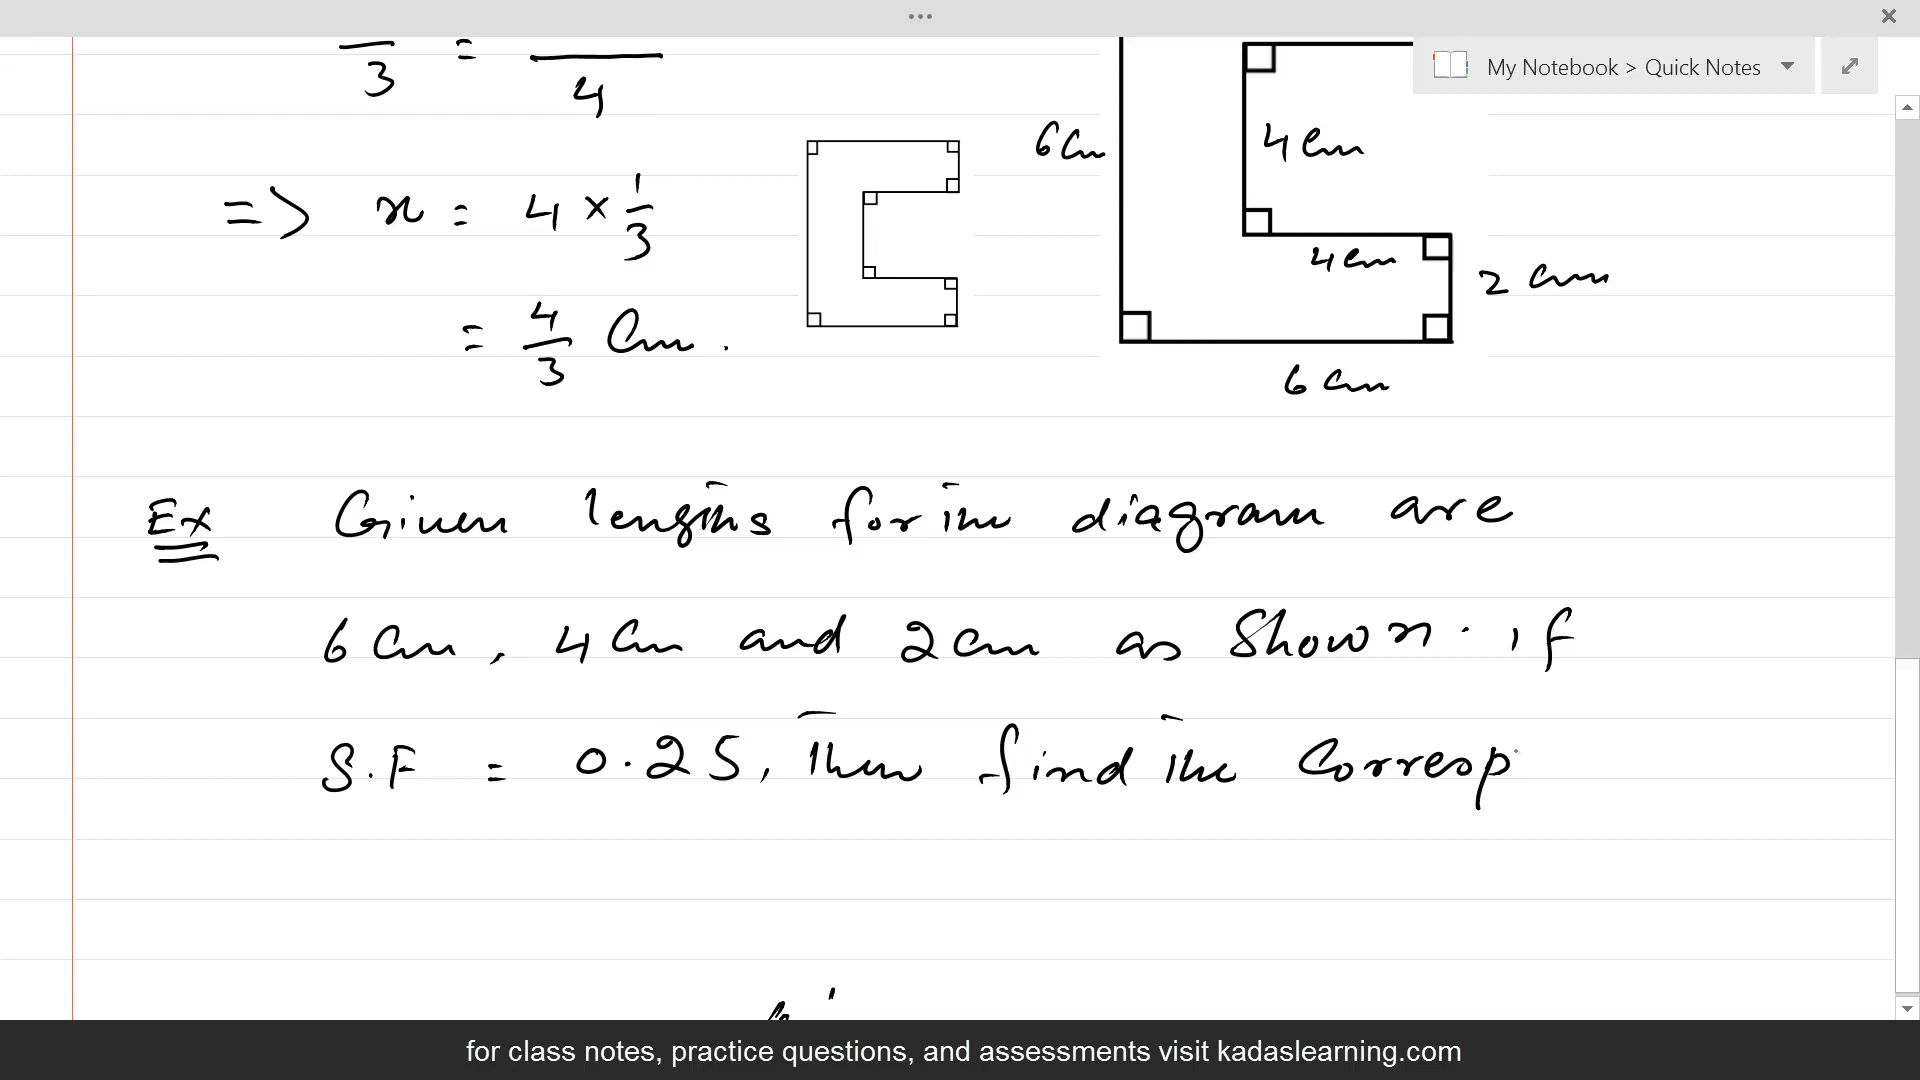 My Notebook > Quick Notes
3 = 4
=> x = 4 × 1/3
= 4/3 Cm.
6 Cm
4 Cm
4 Cm
2 cm
6 Cm
Ex Given lengths for the diagram are
6 Cm, 4 Cm and 2 cm as Shown. if
S.F = 0.25, Then find the Corresp
for class notes, practice questions, and assessments visit kadaslearning.com